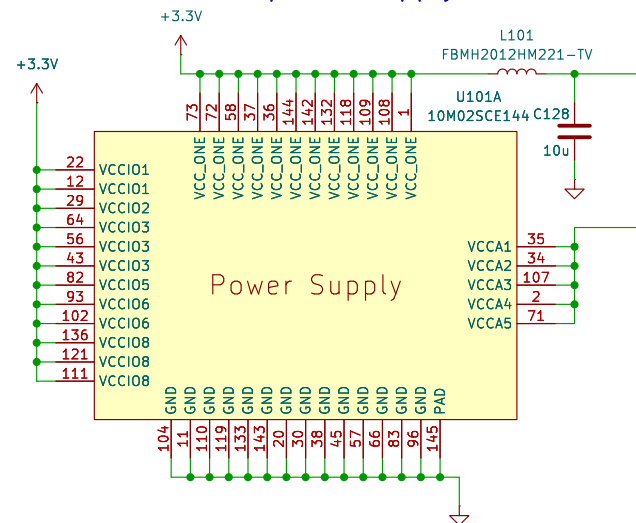 +3.3V
L101
+3.3V
FBMH2012HM221-TV
U101A
10M02SCE144
C128
10u
73
72
58
37
36
144
142
132
118
109
108
1
VCC_ONE
VCC_ONE
VCC_ONE
VCC_ONE
VCC_ONE
VCC_ONE
VCC_ONE
VCC_ONE
VCC_ONE
VCC_ONE
VCC_ONE
VCC_ONE
22 VCCIO1
12 VCCIO1
29 VCCIO2
64 VCCIO3
56 VCCIO3
43 VCCIO3
82 VCCIO5
93 VCCIO6
102 VCCIO6
136 VCCIO8
121 VCCIO8
111 VCCIO8
Power Supply
VCCA1 35
VCCA2 34
VCCA3 107
VCCA4 2
VCCA5 71
GND
GND
GND
GND
GND
GND
GND
GND
GND
GND
GND
GND
GND
GND
PAD
104
11
110
119
133
143
20
30
38
45
57
66
83
96
145